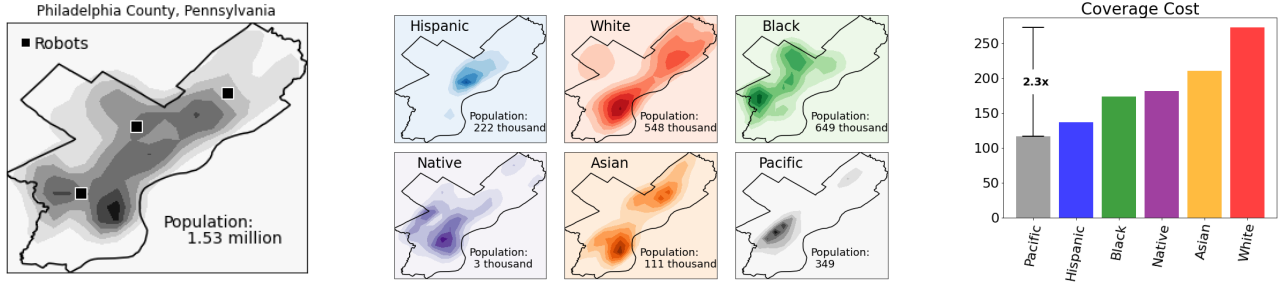 Philadelphia County, Pennsylvania
Robots
Population:
1.53 million
Hispanic
Population:
222 thousand
White
Population:
548 thousand
Black
Population:
649 thousand
Native
Population:
3 thousand
Asian
Population:
111 thousand
Pacific
Population:
349
Coverage Cost
250
200
150
100
50
0
2.3x
Pacific
Hispanic
Black
Native
Asian
White